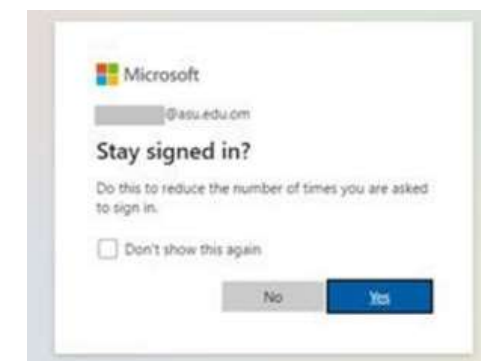 Microsoft
@asu.edu.om
Stay signed in?
Do this to reduce the number of times you are asked
to sign in.
Don't show this again
No
Yes